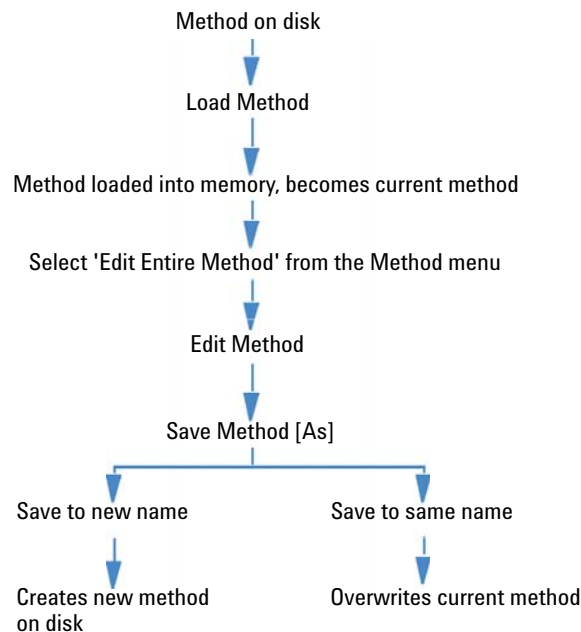 Method on disk
Load Method
Method loaded into memory, becomes current method
Select 'Edit Entire Method' from the Method menu
Edit Method
Save Method [As]
Save to new name
Save to same name
Creates new method
on disk
Overwrites current method